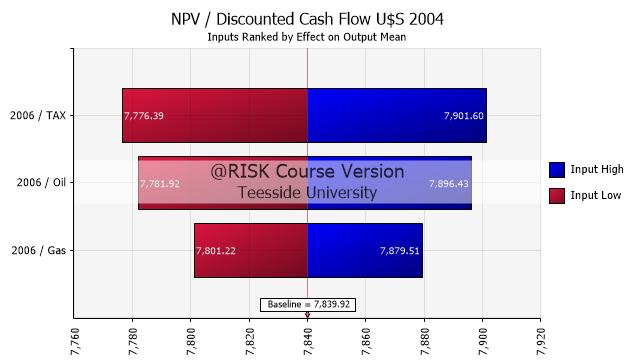 NPV / Discounted Cash Flow U$S 2004
Inputs Ranked by Effect on Output Mean
2006 / TAX
7,776.39
7,901.60
@RISK Course Version
Teesside University
2006 / Oil
7,781.92
7,896.43
Input High
Input Low
2006 / Gas
7,801.22
7,879.51
Baseline = 7,839.92
7,760
7,780
7,800
7,820
7,840
7,860
7,880
7,900
7,920